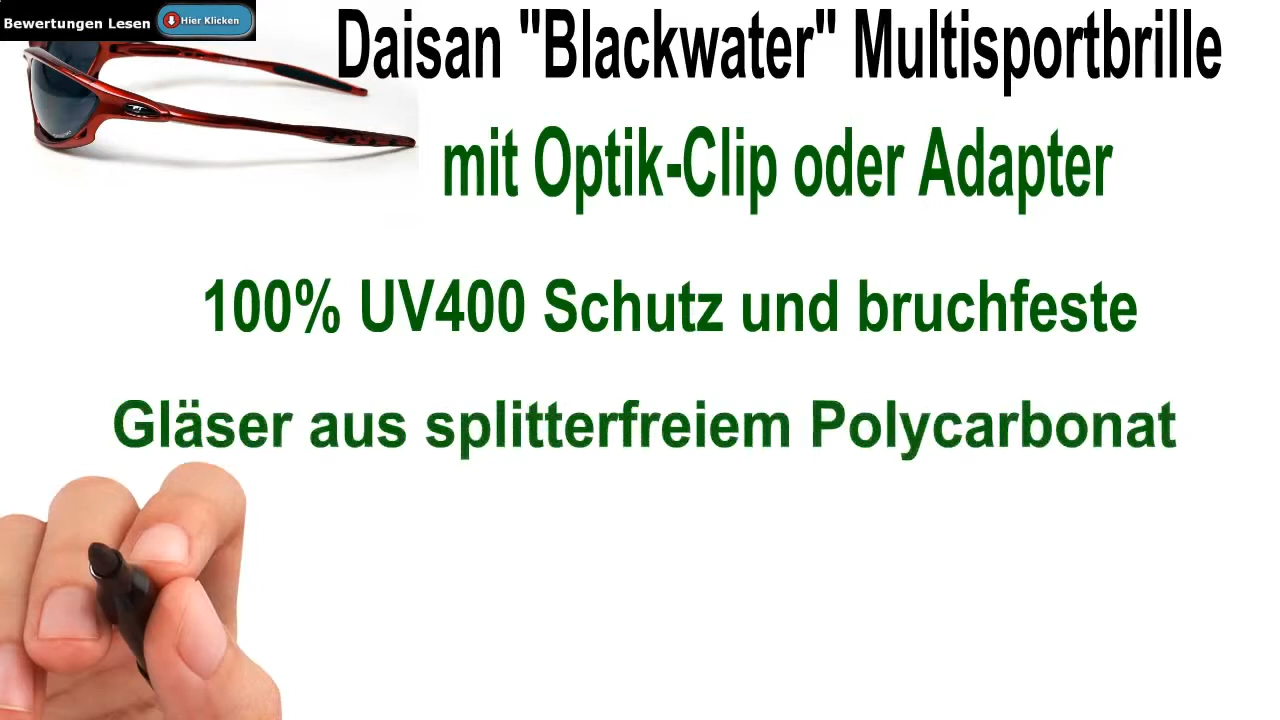 Bewertungen Lesen Hier Klicken
Daisan "Blackwater" Multisportbrille
mit Optik-Clip oder Adapter
100% UV400 Schutz und bruchfeste
Gläser aus splitterfreiem Polycarbonat